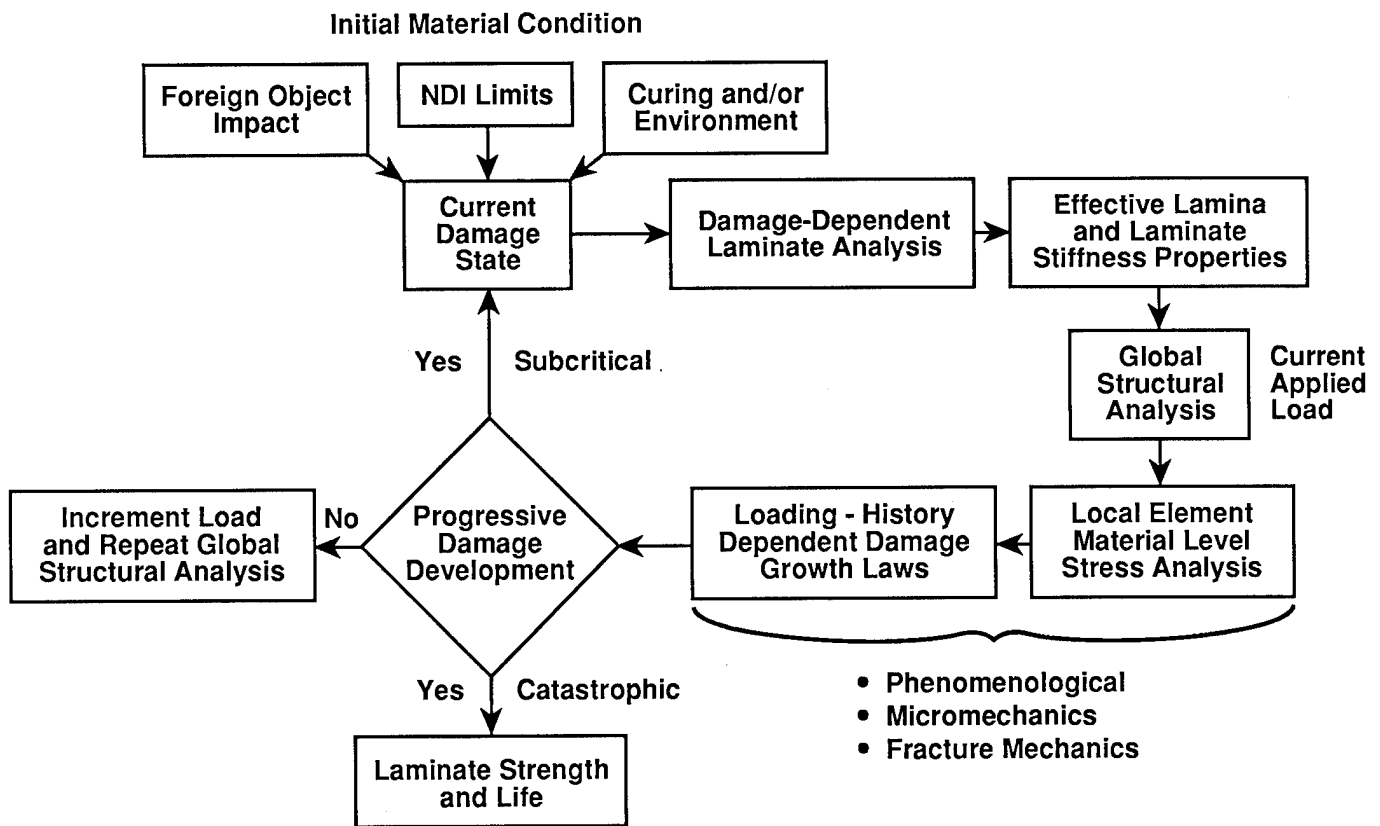 Initial Material Condition
Foreign Object
Impact
NDI Limits
Curing and/or
Environment
Current
Damage
State
Damage-Dependent
Laminate Analysis
Effective Lamina
and Laminate
Stiffness Properties
Global
Structural
Analysis
Current
Applied
Load
Yes
Subcritical
Increment Load
and Repeat Global
Structural Analysis
No
Progressive
Damage
Development
Loading - History
Dependent Damage
Growth Laws
Local Element
Material Level
Stress Analysis
Yes
Catastrophic
• Phenomenological
• Micromechanics
• Fracture Mechanics
Laminate Strength
and Life